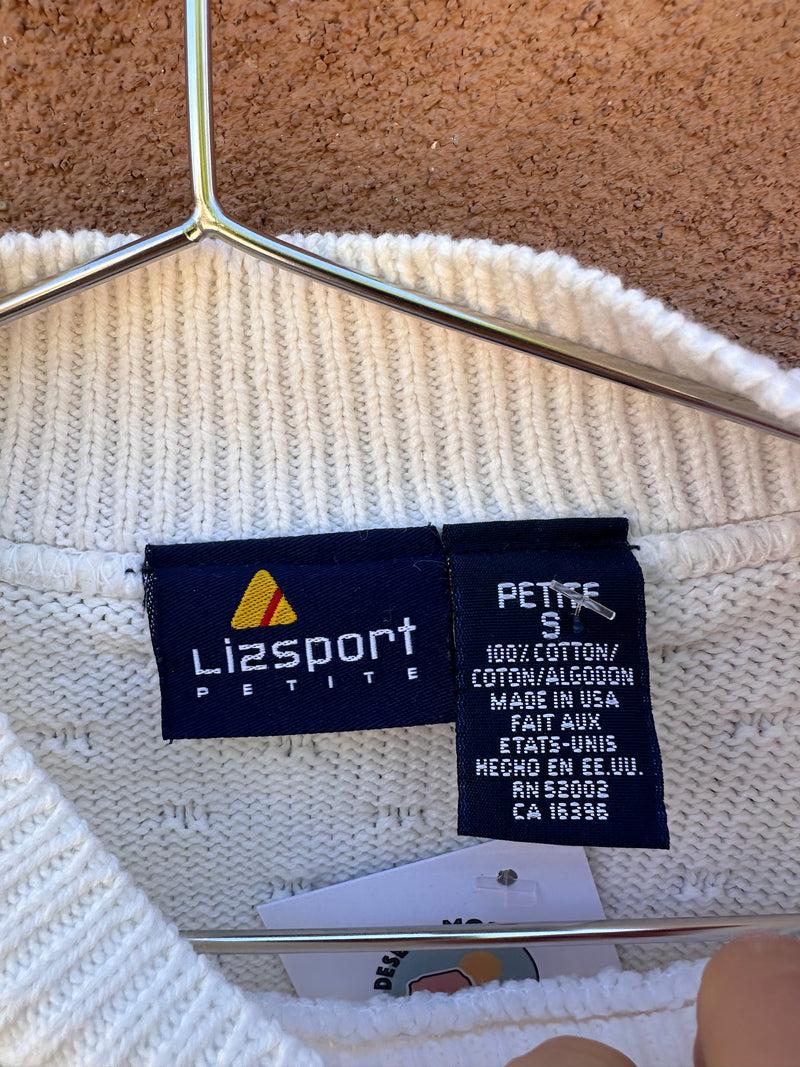 Lizsport
PETITE
PETITE
S
100% COTTON/
COTON/ALGODON
MADE IN USA
FAIT AUX
ETATS-UNIS
HECHO EN EE.UU.
RN 52002
CA 16396